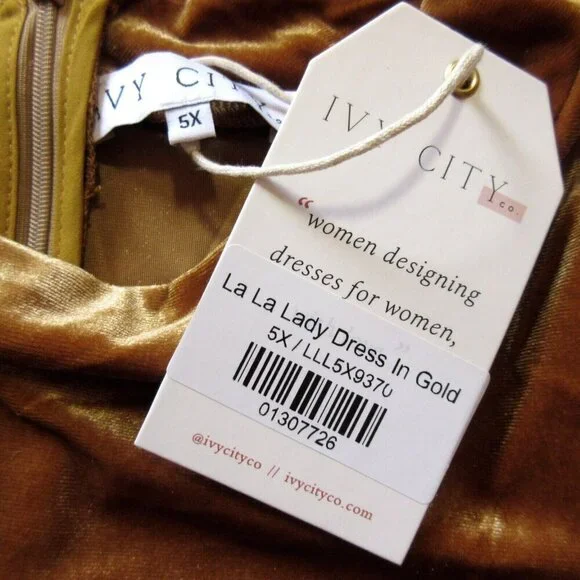 IVY CITY
5X
IVY CITY
co.
“women designing
dresses for women,
La La Lady Dress In Gold
5X / LLL5X9370
01307726
@ivycityco // ivycityco.com